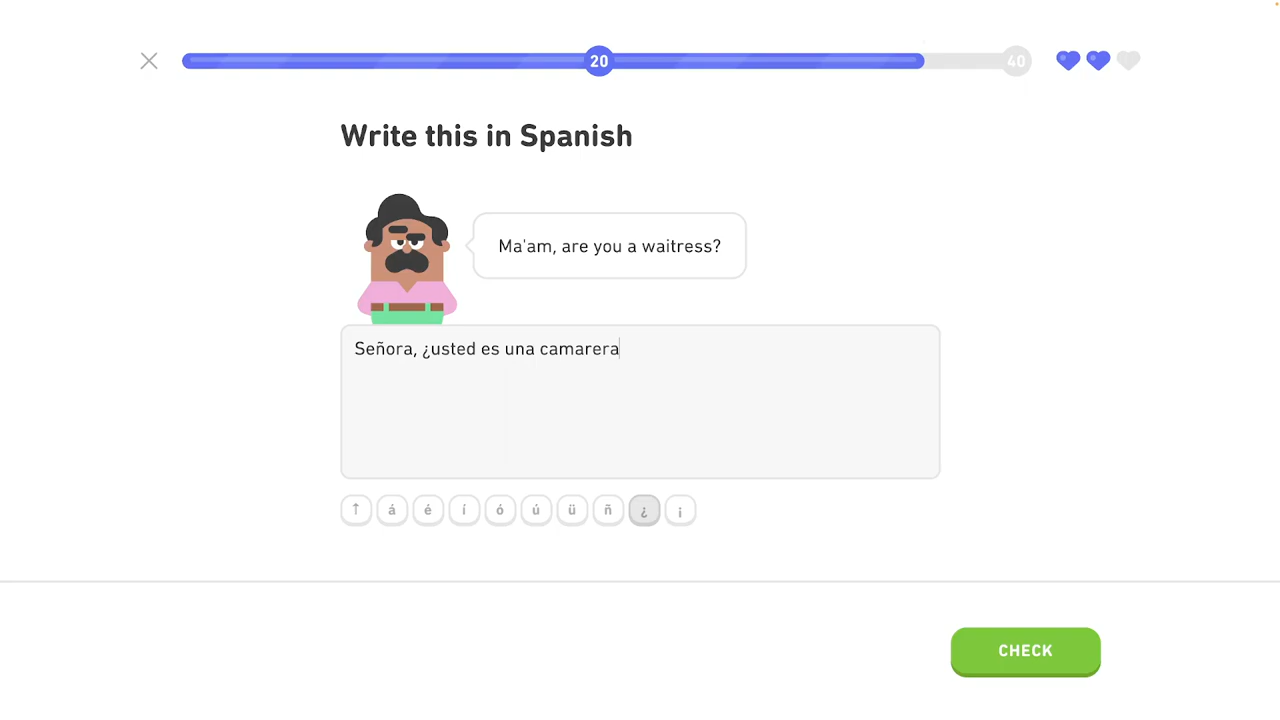 20
40
Write this in Spanish
Ma'am, are you a waitress?
Señora, ¿usted es una camarera
↑ á é í ó ú ü ñ ¿ ¡
CHECK